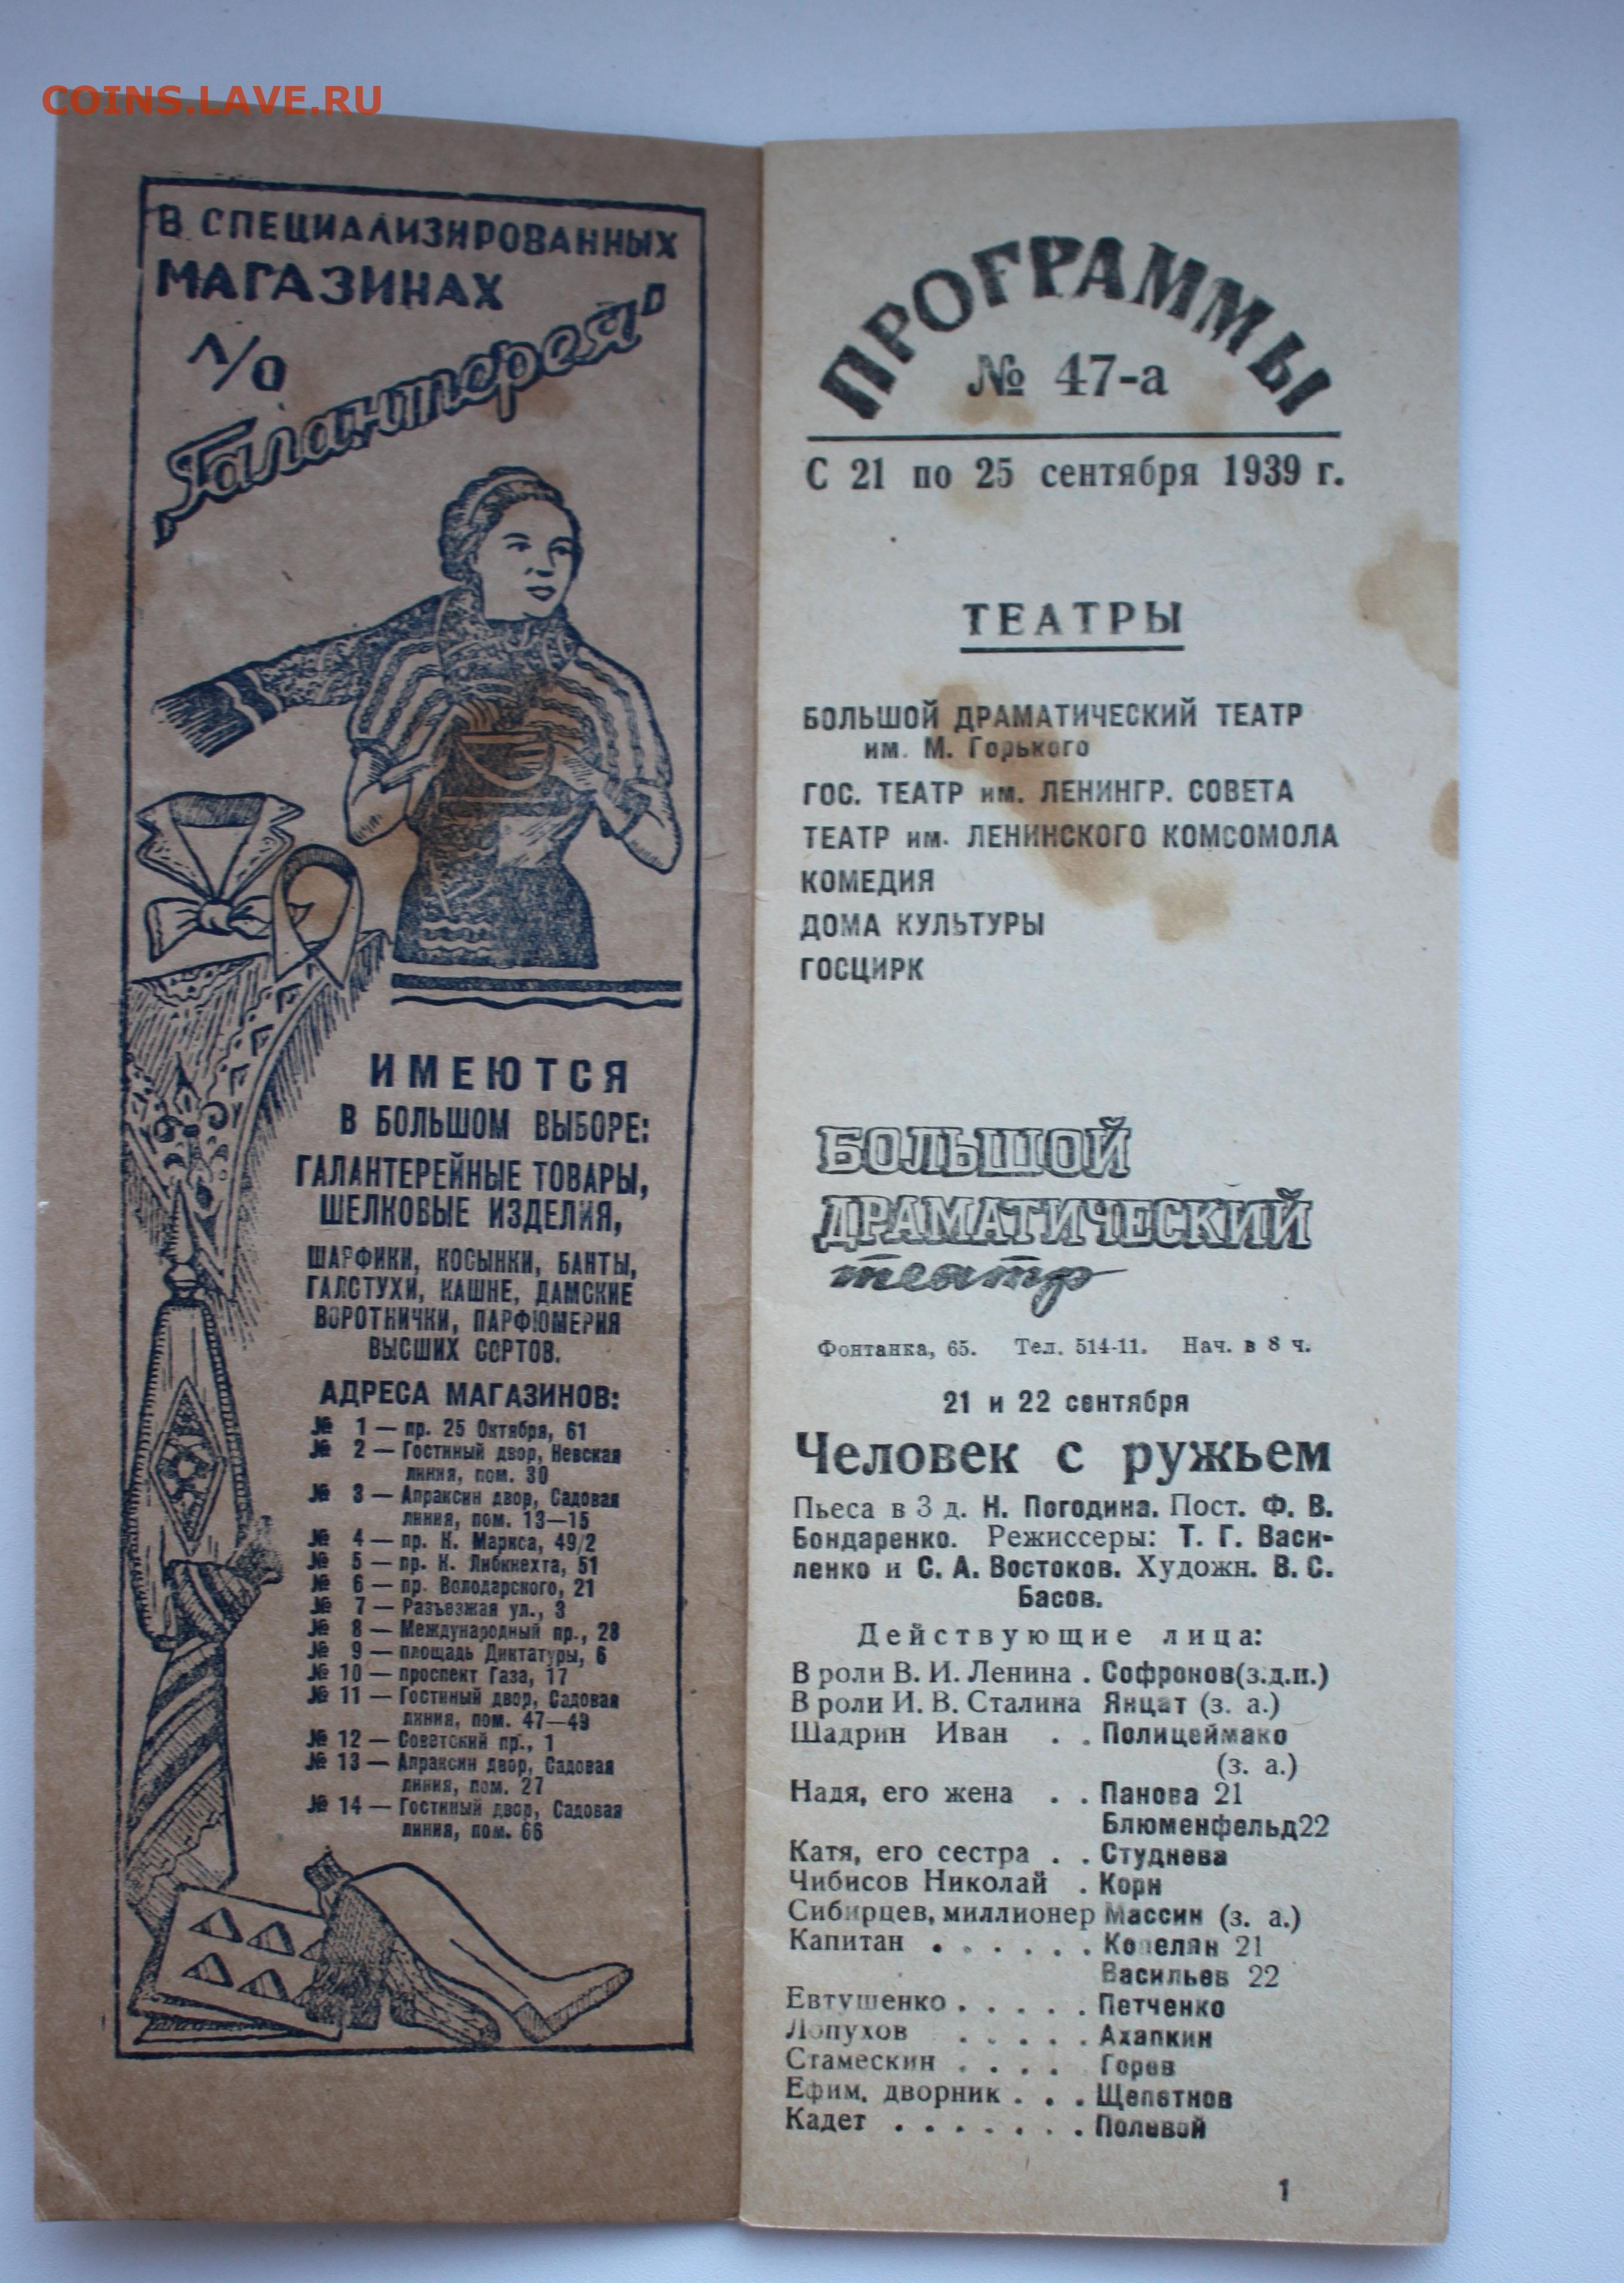 COINS.LAVE.RU
В СПЕЦИАЛИЗИРОВАННЫХ
МАГАЗИНАХ
Л/О
„Галантерея"
ИМЕЮТСЯ
В БОЛЬШОМ ВЫБОРЕ:
ГАЛАНТЕРЕЙНЫЕ ТОВАРЫ,
ШЕЛКОВЫЕ ИЗДЕЛИЯ,
ШАРФИКИ, КОСЫНКИ, БАНТЫ,
ГАЛСТУХИ, КАШНЕ, ДАМСКИЕ
ВОРОТНИЧКИ, ПАРФЮМЕРИЯ
ВЫСШИХ СОРТОВ.
АДРЕСА МАГАЗИНОВ:
№ 1 — пр. 25 Октября, 61
№ 2 — Гостиный двор, Невская
линия, пом. 30
№ 3 — Апраксин двор, Садовая
линия, пом. 13—15
№ 4 — пр. К. Маркса, 49/2
№ 5 — пр. К. Либкнехта, 51
№ 6 — пр. Володарского, 21
№ 7 — Разъезжая ул., 3
№ 8 — Международный пр., 28
№ 9 — площадь Диктатуры, 6
№ 10 — проспект Газа, 17
№ 11 — Гостиный двор, Садовая
линия, пом. 47—49
№ 12 — Советский пр., 1
№ 13 — Апраксин двор, Садовая
линия, пом. 27
№ 14 — Гостиный двор, Садовая
линия, пом. 66
ПРОГРАММЫ
№ 47-а
С 21 по 25 сентября 1939 г.
ТЕАТРЫ
БОЛЬШОЙ ДРАМАТИЧЕСКИЙ ТЕАТР
им. М. Горького
ГОС. ТЕАТР им. ЛЕНИНГР. СОВЕТА
ТЕАТР им. ЛЕНИНСКОГО КОМСОМОЛА
КОМЕДИЯ
ДОМА КУЛЬТУРЫ
ГОСЦИРК
БОЛЬШОЙ
ДРАМАТИЧЕСКИЙ
театр
Фонтанка, 65. Тел. 514-11. Нач. в 8 ч.
21 и 22 сентября
Человек с ружьем
Пьеса в 3 д. Н. Погодина. Пост. Ф. В.
Бондаренко. Режиссеры: Т. Г. Васи-
ленко и С. А. Востоков. Художн. В. С.
Басов.
Действующие лица:
В роли В. И. Ленина . Софронов(з.д.и.)
В роли И. В. Сталина Янцат (з. а.)
Шадрин Иван . . Полицеймако
(з. а.)
Надя, его жена . . Панова 21
Блюменфельд22
Катя, его сестра . . Студнева
Чибисов Николай . Корн
Сибирцев, миллионер Массин (з. а.)
Капитан . . . . . . Копелян 21
Васильев 22
Евтушенко . . . . . Петченко
Лопухов . . . . . Ахапкин
Стамескин . . . . Горев
Ефим, дворник . . . Щепетнов
Кадет . . . . . . . Полевой
1